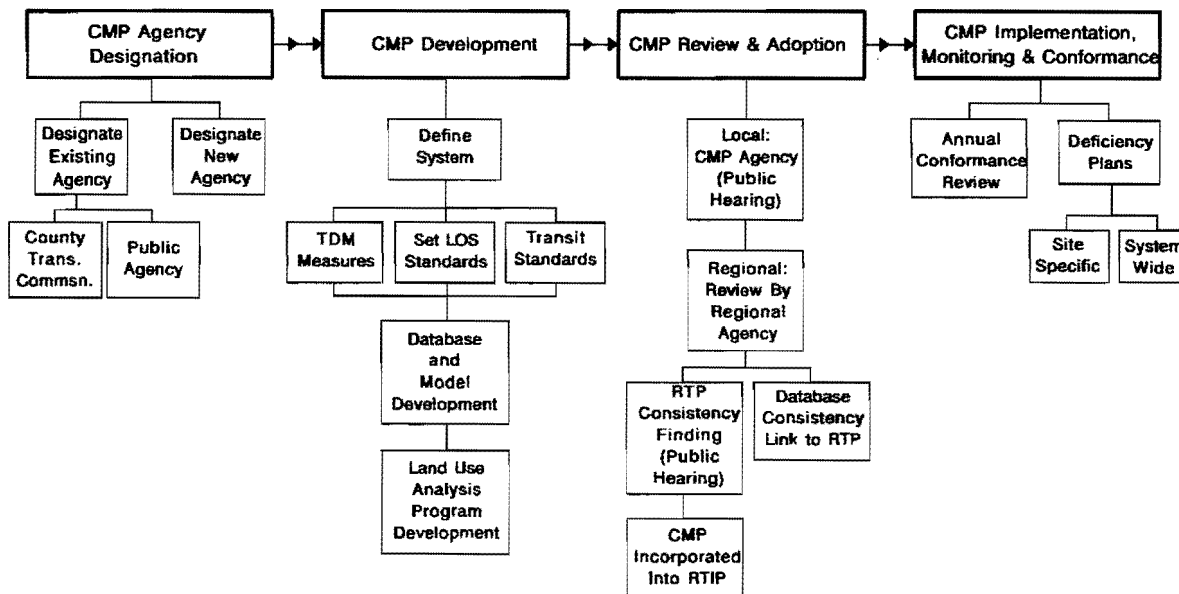 CMP Agency
Designation
CMP Development
CMP Review & Adoption
CMP Implementation,
Monitoring & Conformance
Designate
Existing
Agency
Designate
New
Agency
County
Trans.
Commsn.
Public
Agency
Define
System
TDM
Measures
Set LOS
Standards
Transit
Standards
Database
and
Model
Development
Land Use
Analysis
Program
Development
Local:
CMP Agency
(Public
Hearing)
Regional:
Review By
Regional
Agency
RTP
Consistency
Finding
(Public
Hearing)
Database
Consistency
Link to RTP
CMP
Incorporated
Into RTIP
Annual
Conformance
Review
Deficiency
Plans
Site
Specific
System
Wide